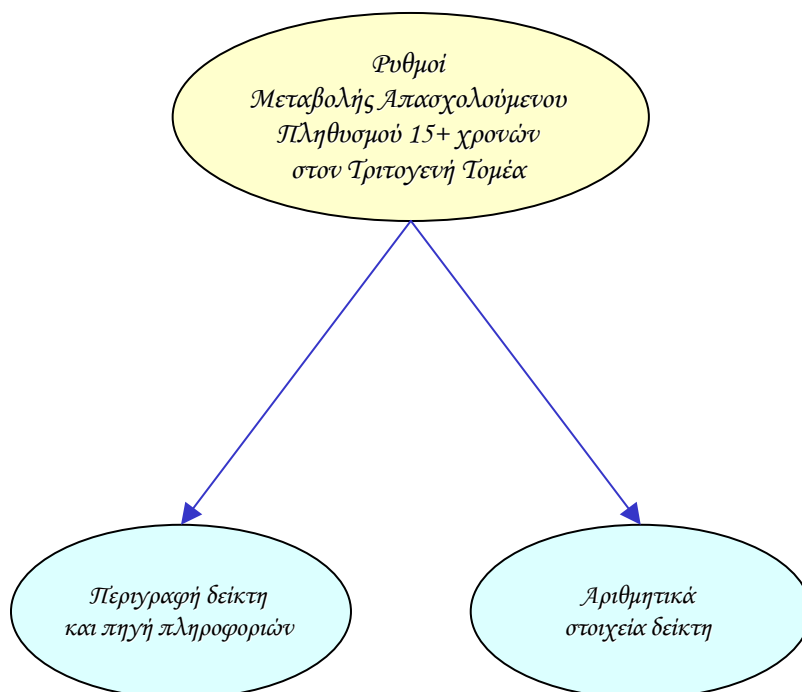 Ρυθμοί
Μεταβολής Απασχολούμενου
Πληθυσμού 15+ χρονών
στον Τριτογενή Τομέα
Περιγραφή δείκτη
και πηγή πληροφοριών
Αριθμητικά
στοιχεία δείκτη